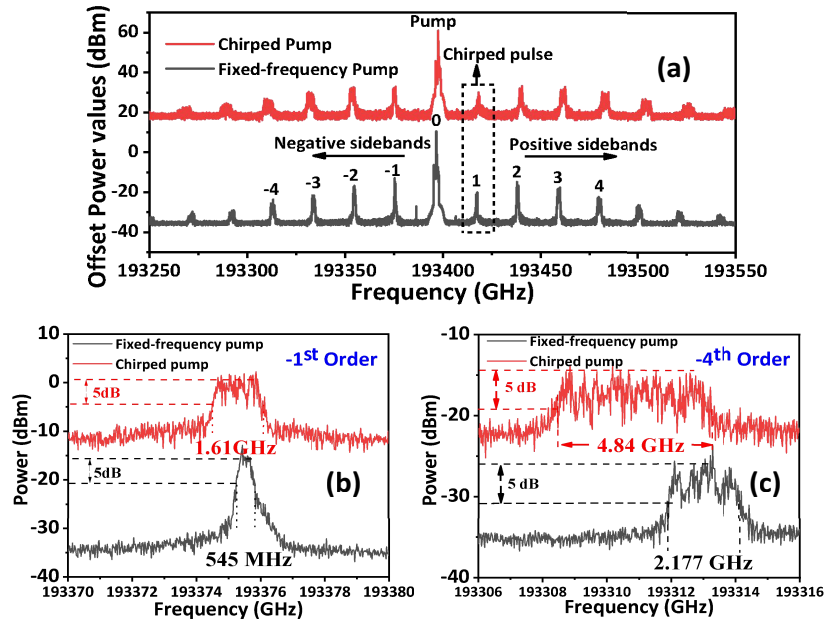 Pump
Chirped Pump
Fixed-frequency Pump
Chirped pulse
(a)
0
Negative sidebands
Positive sidebands
-4
-3
-2
-1
1
2
3
4
Offset Power values (dBm)
60
40
20
0
-20
-40
193250
193300
193350
193400
193450
193500
193550
Frequency (GHz)
Fixed-frequency pump
Chirped pump
-1st Order
5dB
1.61GHz
5dB
(b)
545 MHz
Power (dBm)
10
0
-10
-20
-30
-40
193370
193372
193374
193376
193378
193380
Frequency (GHz)
Fixed-frequency pump
Chirped pump
-4th Order
5 dB
4.84 GHz
5 dB
(c)
2.177 GHz
Power (dBm)
-10
-20
-30
-40
193306
193308
193310
193312
193314
193316
Frequency (GHz)